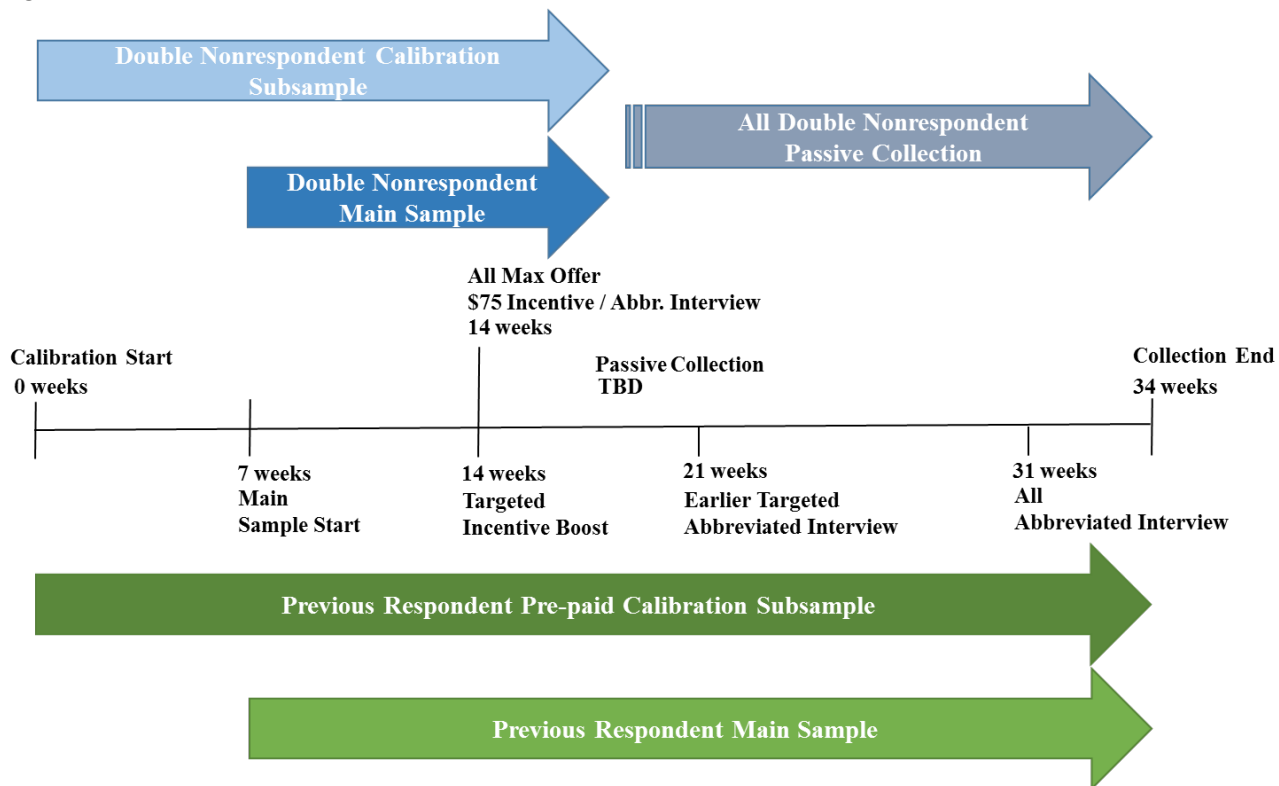 Double Nonrespondent Calibration
Subsample
All Double Nonrespondent
Passive Collection
Double Nonrespondent
Main Sample
All Max Offer
$75 Incentive / Abbr. Interview
14 weeks
Calibration Start
0 weeks
Passive Collection
TBD
Collection End
34 weeks
7 weeks
Main
Sample Start
14 weeks
Targeted
Incentive Boost
21 weeks
Earlier Targeted
Abbreviated Interview
31 weeks
All
Abbreviated Interview
Previous Respondent Pre-paid Calibration Subsample
Previous Respondent Main Sample